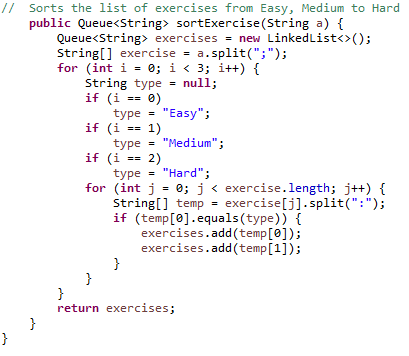 //  Sorts the list of exercises from Easy, Medium to Hard
    public Queue<String> sortExercise(String a) {
        Queue<String> exercises = new LinkedList<>();
        String[] exercise = a.split(";");
        for (int i = 0; i < 3; i++) {
            String type = null;
            if (i == 0)
                type = "Easy";
            if (i == 1)
                type = "Medium";
            if (i == 2)
                type = "Hard";
            for (int j = 0; j < exercise.length; j++) {
                String[] temp = exercise[j].split(":");
                if (temp[0].equals(type)) {
                    exercises.add(temp[0]);
                    exercises.add(temp[1]);
                }
            }
        }
        return exercises;
    }
}